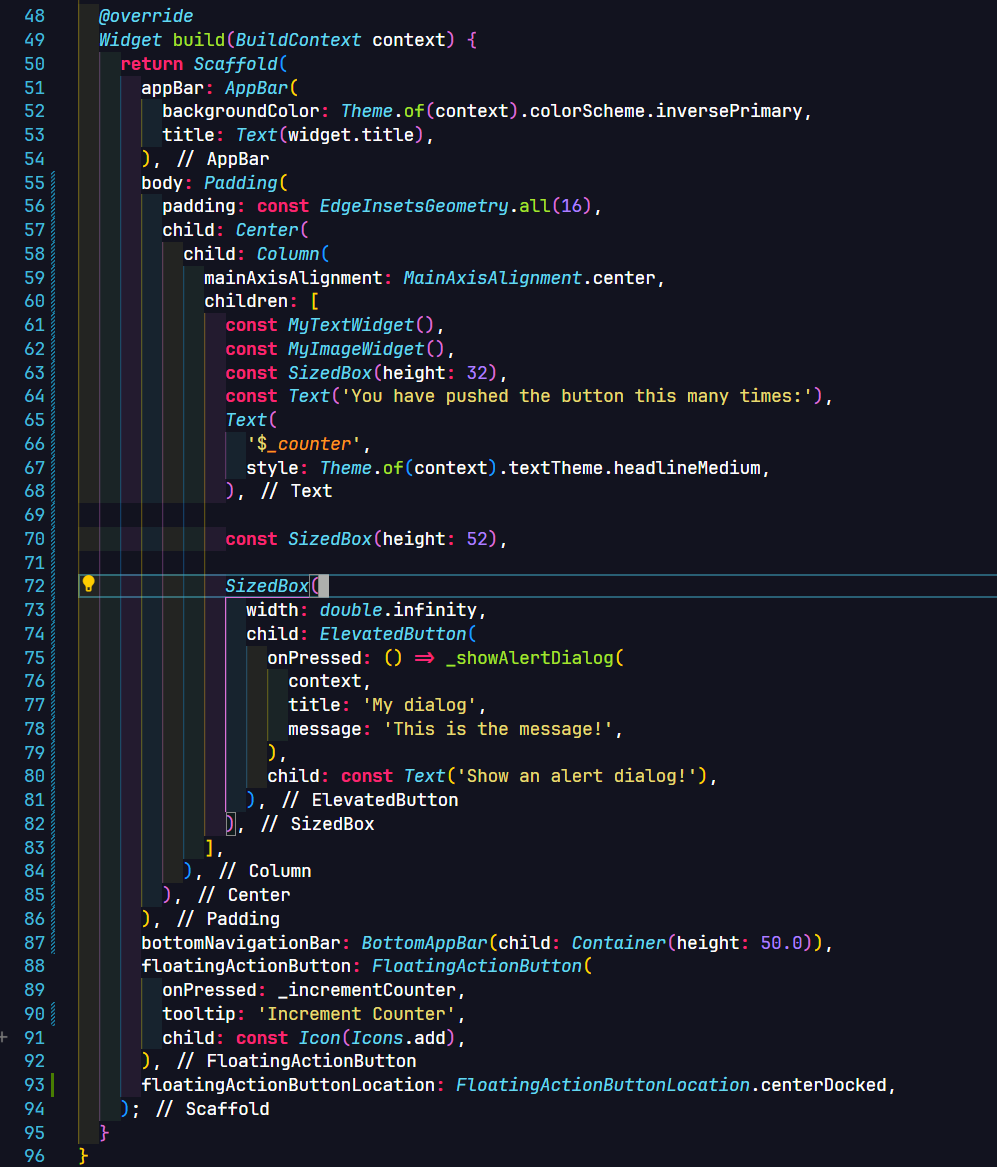 48 @override
49 Widget build(BuildContext context) {
50 return Scaffold(
51 appBar: AppBar(
52 backgroundColor: Theme.of(context).colorScheme.inversePrimary,
53 title: Text(widget.title),
54 ), // AppBar
55 body: Padding(
56 padding: const EdgeInsetsGeometry.all(16),
57 child: Center(
58 child: Column(
59 mainAxisAlignment: MainAxisAlignment.center,
60 children: [
61 const MyTextWidget(),
62 const MyImageWidget(),
63 const SizedBox(height: 32),
64 const Text('You have pushed the button this many times:'),
65 Text(
66 '$_counter',
67 style: Theme.of(context).textTheme.headlineMedium,
68 ), // Text
69
70 const SizedBox(height: 52),
71
72 SizedBox(
73 width: double.infinity,
74 child: ElevatedButton(
75 onPressed: () => _showAlertDialog(
76 context,
77 title: 'My dialog',
78 message: 'This is the message!',
79 ),
80 child: const Text('Show an alert dialog!'),
81 ), // ElevatedButton
82 ), // SizedBox
83 ],
84 ), // Column
85 ), // Center
86 ), // Padding
87 bottomNavigationBar: BottomAppBar(child: Container(height: 50.0)),
88 floatingActionButton: FloatingActionButton(
89 onPressed: _incrementCounter,
90 tooltip: 'Increment Counter',
91 child: const Icon(Icons.add),
92 ), // FloatingActionButton
93 floatingActionButtonLocation: FloatingActionButtonLocation.centerDocked,
94 ); // Scaffold
95 }
96 }